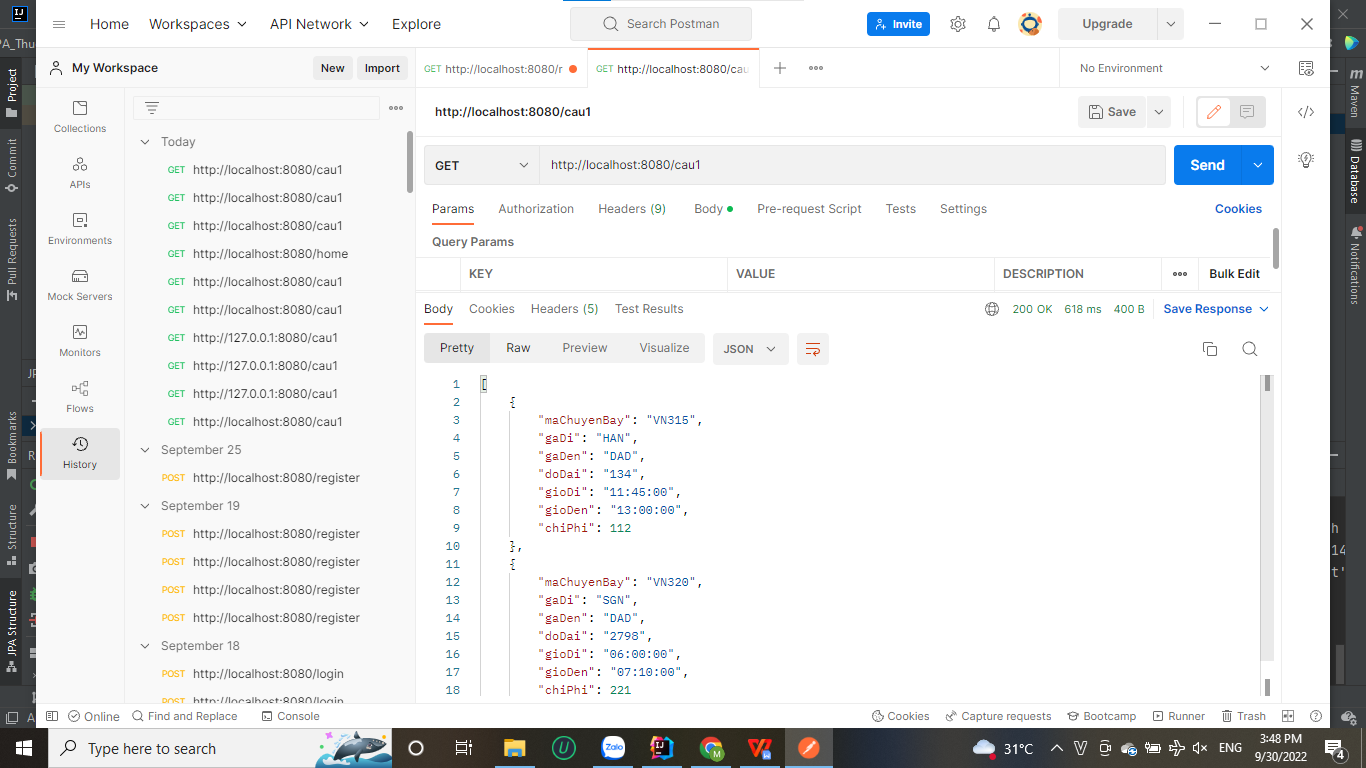 Home Workspaces API Network Explore Search Postman Invite Upgrade
PA_Thu
My Workspace New Import GET http://localhost:8080/r GET http://localhost:8080/cau ••• No Environment
Project
Commit
Pull Requests
Bookmarks
Structure
JPA Structure
Maven
Database
Notifications
Collections
APIs
Environments
Mock Servers
Monitors
Flows
History
Today
GET http://localhost:8080/cau1
GET http://localhost:8080/cau1
GET http://localhost:8080/cau1
GET http://localhost:8080/home
GET http://localhost:8080/cau1
GET http://localhost:8080/cau1
GET http://127.0.0.1:8080/cau1
GET http://127.0.0.1:8080/cau1
GET http://127.0.0.1:8080/cau1
GET http://localhost:8080/cau1
September 25
POST http://localhost:8080/register
September 19
POST http://localhost:8080/register
POST http://localhost:8080/register
POST http://localhost:8080/register
POST http://localhost:8080/register
September 18
POST http://localhost:8080/login
POST http://localhost:8080/login
http://localhost:8080/cau1 Save </>
GET http://localhost:8080/cau1 Send
Params Authorization Headers (9) Body Pre-request Script Tests Settings Cookies
Query Params
KEY VALUE DESCRIPTION ••• Bulk Edit
Body Cookies Headers (5) Test Results 200 OK 618 ms 400 B Save Response
Pretty Raw Preview Visualize JSON
1 [
2 {
3 "maChuyenBay": "VN315",
4 "gaDi": "HAN",
5 "gaDen": "DAD",
6 "doDai": "134",
7 "gioDi": "11:45:00",
8 "gioDen": "13:00:00",
9 "chiPhi": 112
10 },
11 {
12 "maChuyenBay": "VN320",
13 "gaDi": "SGN",
14 "gaDen": "DAD",
15 "doDai": "2798",
16 "gioDi": "06:00:00",
17 "gioDen": "07:10:00",
18 "chiPhi": 221
Online Find and Replace Console Cookies Capture requests Bootcamp Runner Trash
Type here to search Zalo 31°C ENG 3:48 PM
9/30/2022 4